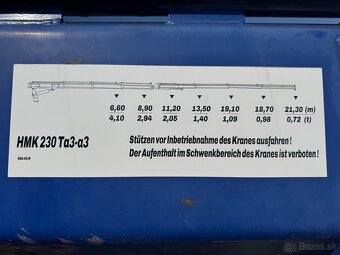 6,60 8,90 11,20 13,50 19,10 18,70 21,30 (m)
4,10 2,94 2,05 1,40 1,09 0,98 0,72 (t)
HMK 230 Ta3-a3
Stützen vor Inbetriebnahme des Kranes ausfahren !
Der Aufenthalt im Schwenkbereich des Kranes ist verboten !
Bazoš.sk